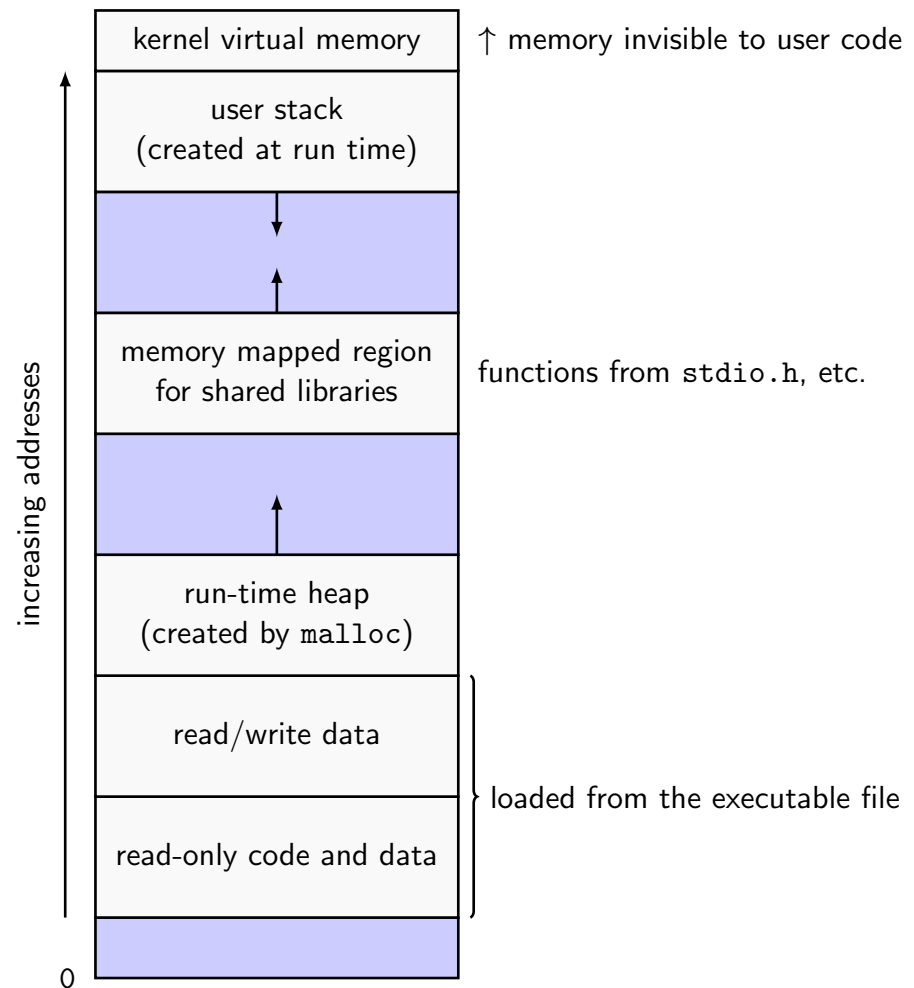 kernel virtual memory
↑ memory invisible to user code
user stack
(created at run time)
memory mapped region
for shared libraries
functions from stdio.h, etc.
increasing addresses
run-time heap
(created by malloc)
read/write data
loaded from the executable file
read-only code and data
0